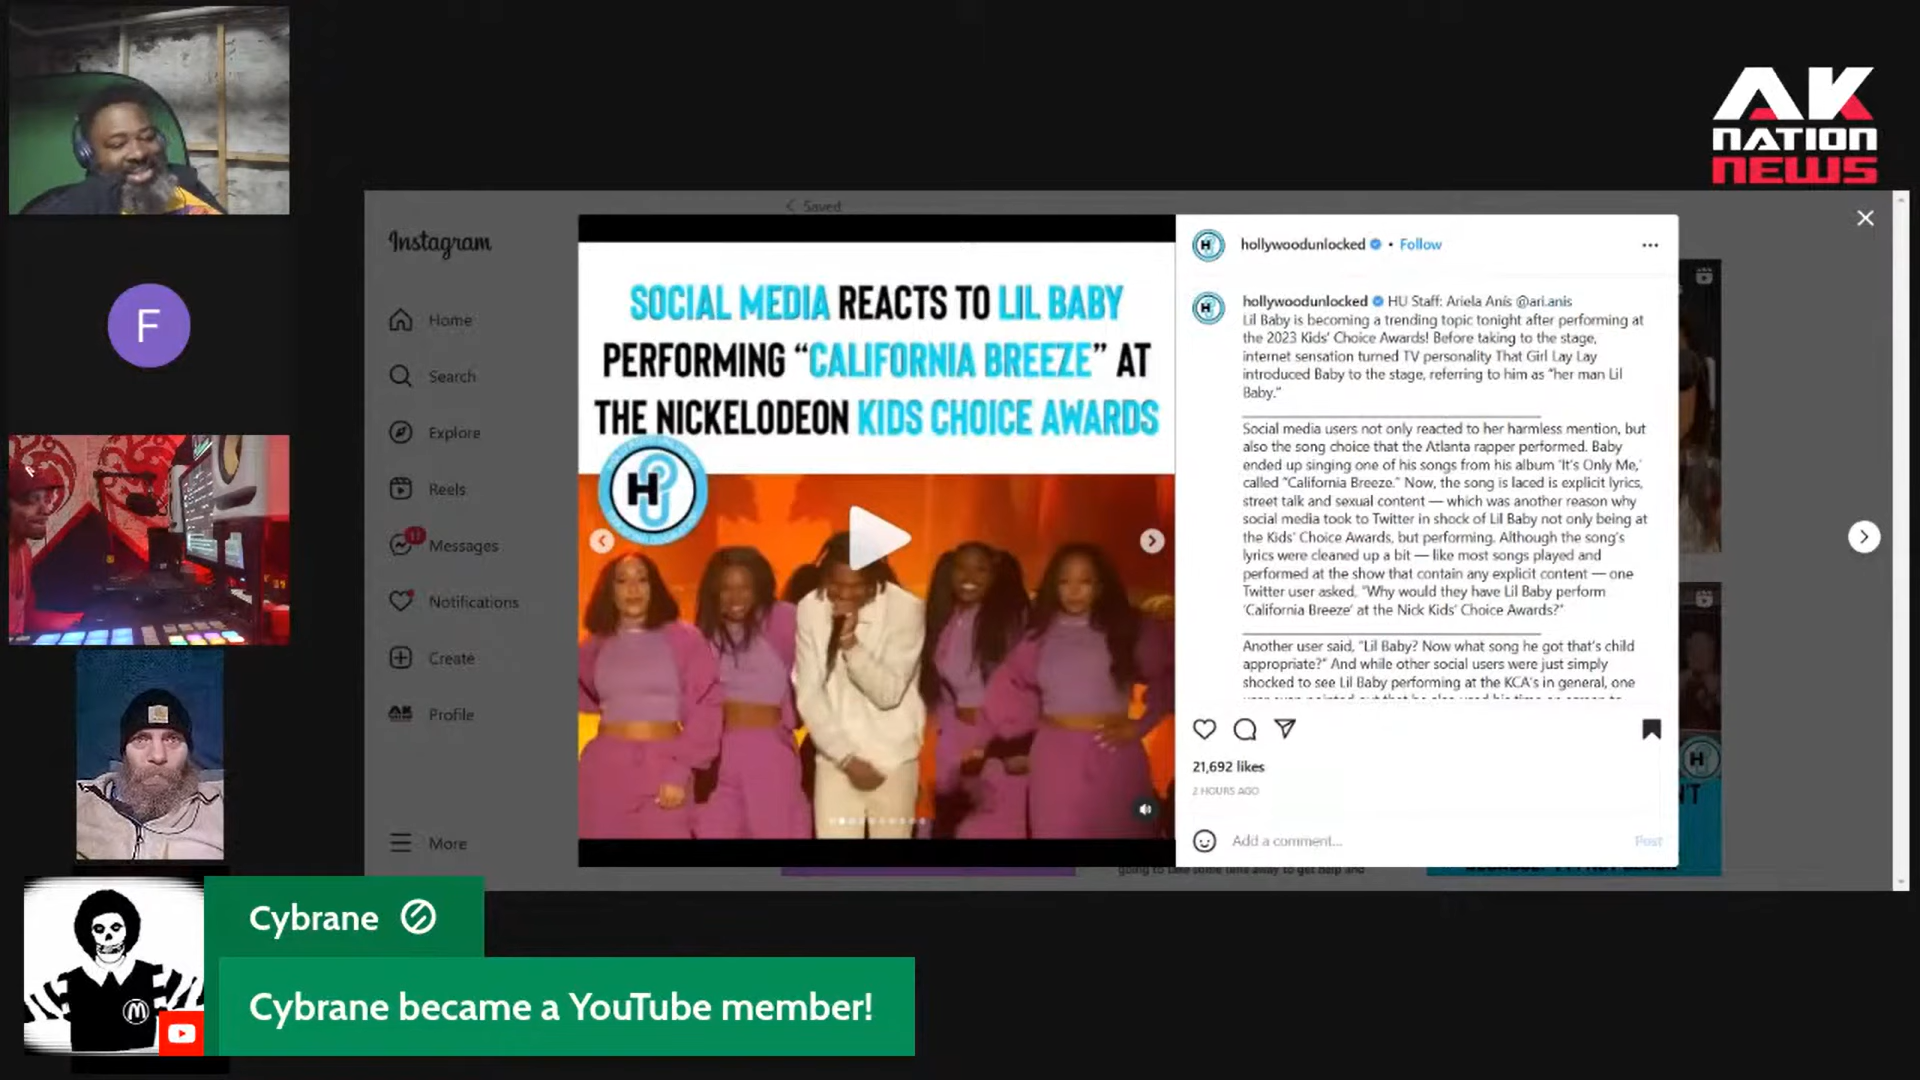 AK
NATION
NEWS
F
Saved
Instagram
Home
Search
Explore
Reels
Messages
Notifications
Create
Profile
More
SOCIAL MEDIA REACTS TO LIL BABY
PERFORMING “CALIFORNIA BREEZE” AT
THE NICKELODEON KIDS CHOICE AWARDS
H
hollywoodunlocked • Follow
hollywoodunlocked HU Staff: Ariela Anís @ari.anis
Lil Baby is becoming a trending topic tonight after performing at
the 2023 Kids’ Choice Awards! Before taking to the stage,
internet sensation turned TV personality That Girl Lay Lay
introduced Baby to the stage, referring to him as “her man Lil
Baby.”
Social media users not only reacted to her harmless mention, but
also the song choice that the Atlanta rapper performed. Baby
ended up singing one of his songs from his album ‘It’s Only Me,’
called “California Breeze.” Now, the song is laced is explicit lyrics,
street talk and sexual content — which was another reason why
social media took to Twitter in shock of Lil Baby not only being at
the Kids’ Choice Awards, but performing. Although the song’s
lyrics were cleaned up a bit — like most songs played and
performed at the show that contain any explicit content — one
Twitter user asked, “Why would they have Lil Baby perform
‘California Breeze’ at the Nick Kids’ Choice Awards?”
Another user said, “Lil Baby? Now what song he got that’s child
appropriate?” And while other social users were just simply
shocked to see Lil Baby performing at the KCA’s in general, one
21,692 likes
2 HOURS AGO
Add a comment...
Post
Cybrane
Cybrane became a YouTube member!